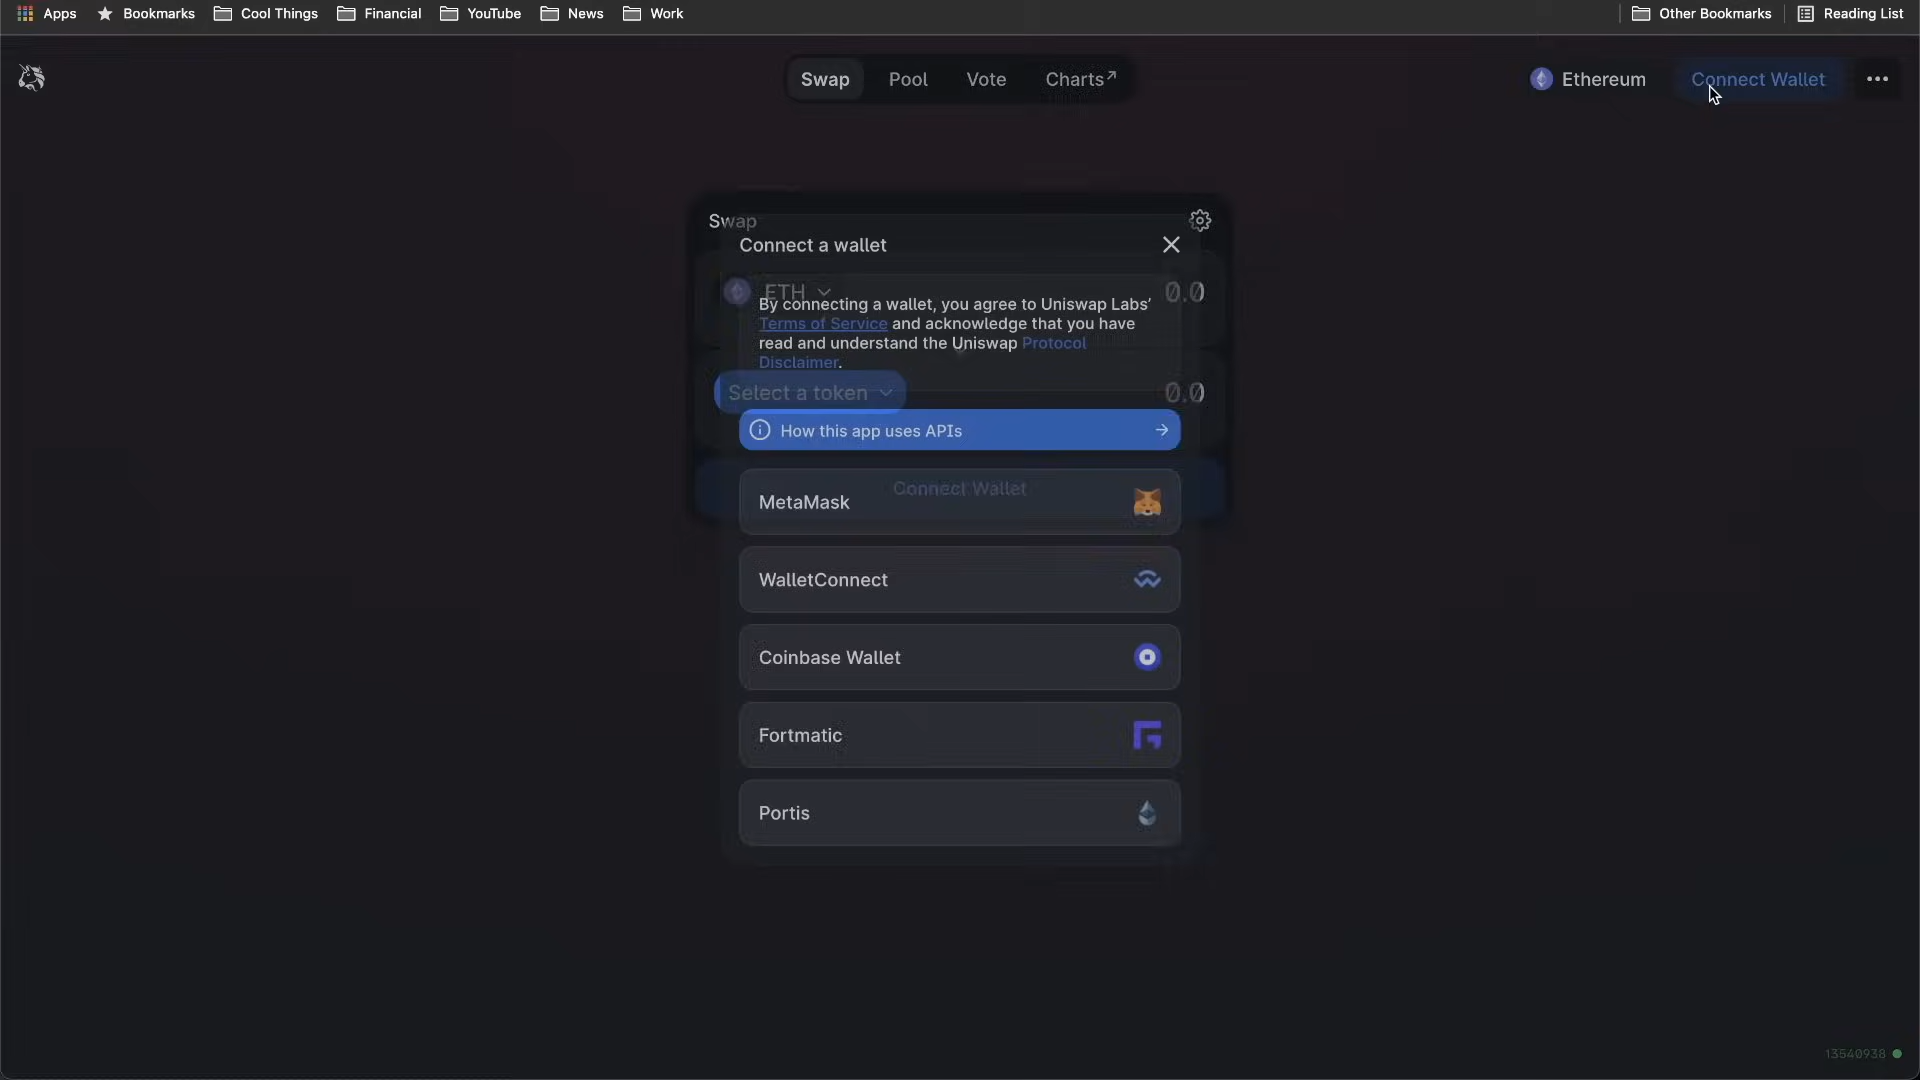 Apps Bookmarks Cool Things Financial YouTube News Work Other Bookmarks Reading List
Swap Pool Vote Charts↗ Ethereum Connect Wallet
Swap
Connect a wallet
ETH 0.0
By connecting a wallet, you agree to Uniswap Labs’
Terms of Service and acknowledge that you have
read and understand the Uniswap Protocol
Disclaimer.
Select a token 0.0
How this app uses APIs
Connect Wallet
MetaMask
WalletConnect
Coinbase Wallet
Fortmatic
Portis
13540938